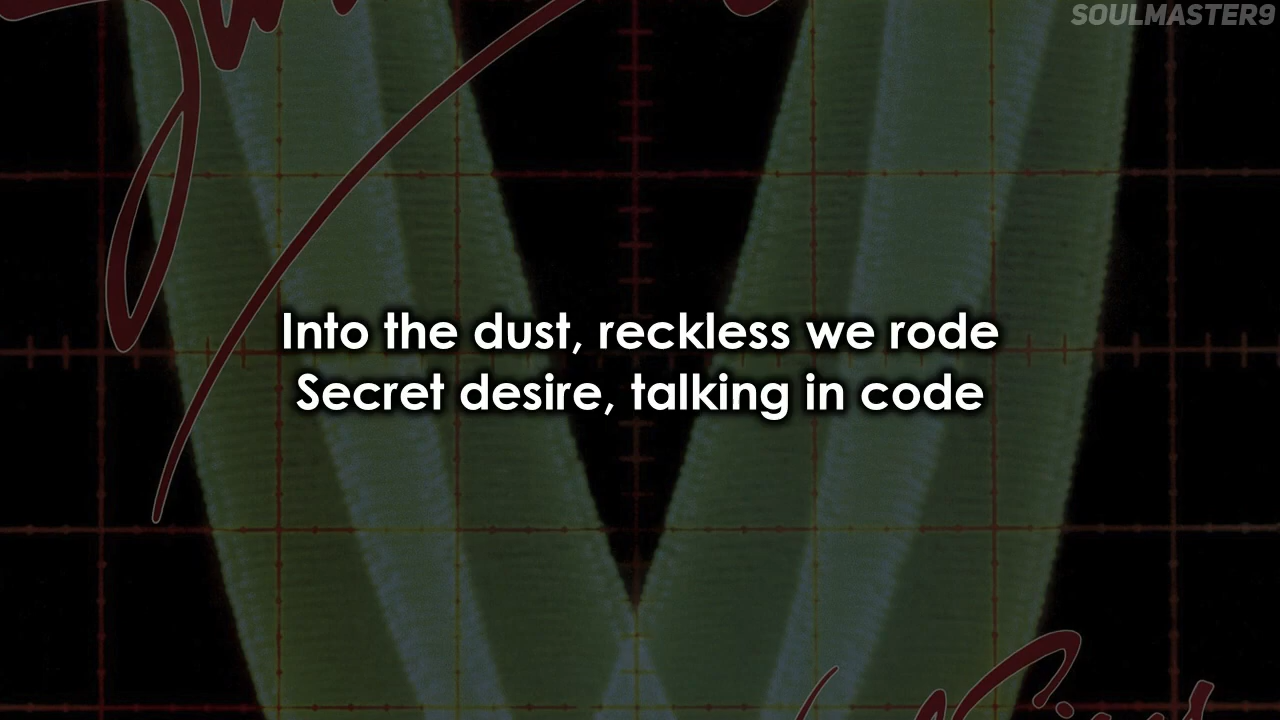 SOULMASTER9
Into the dust, reckless we rode
Secret desire, talking in code